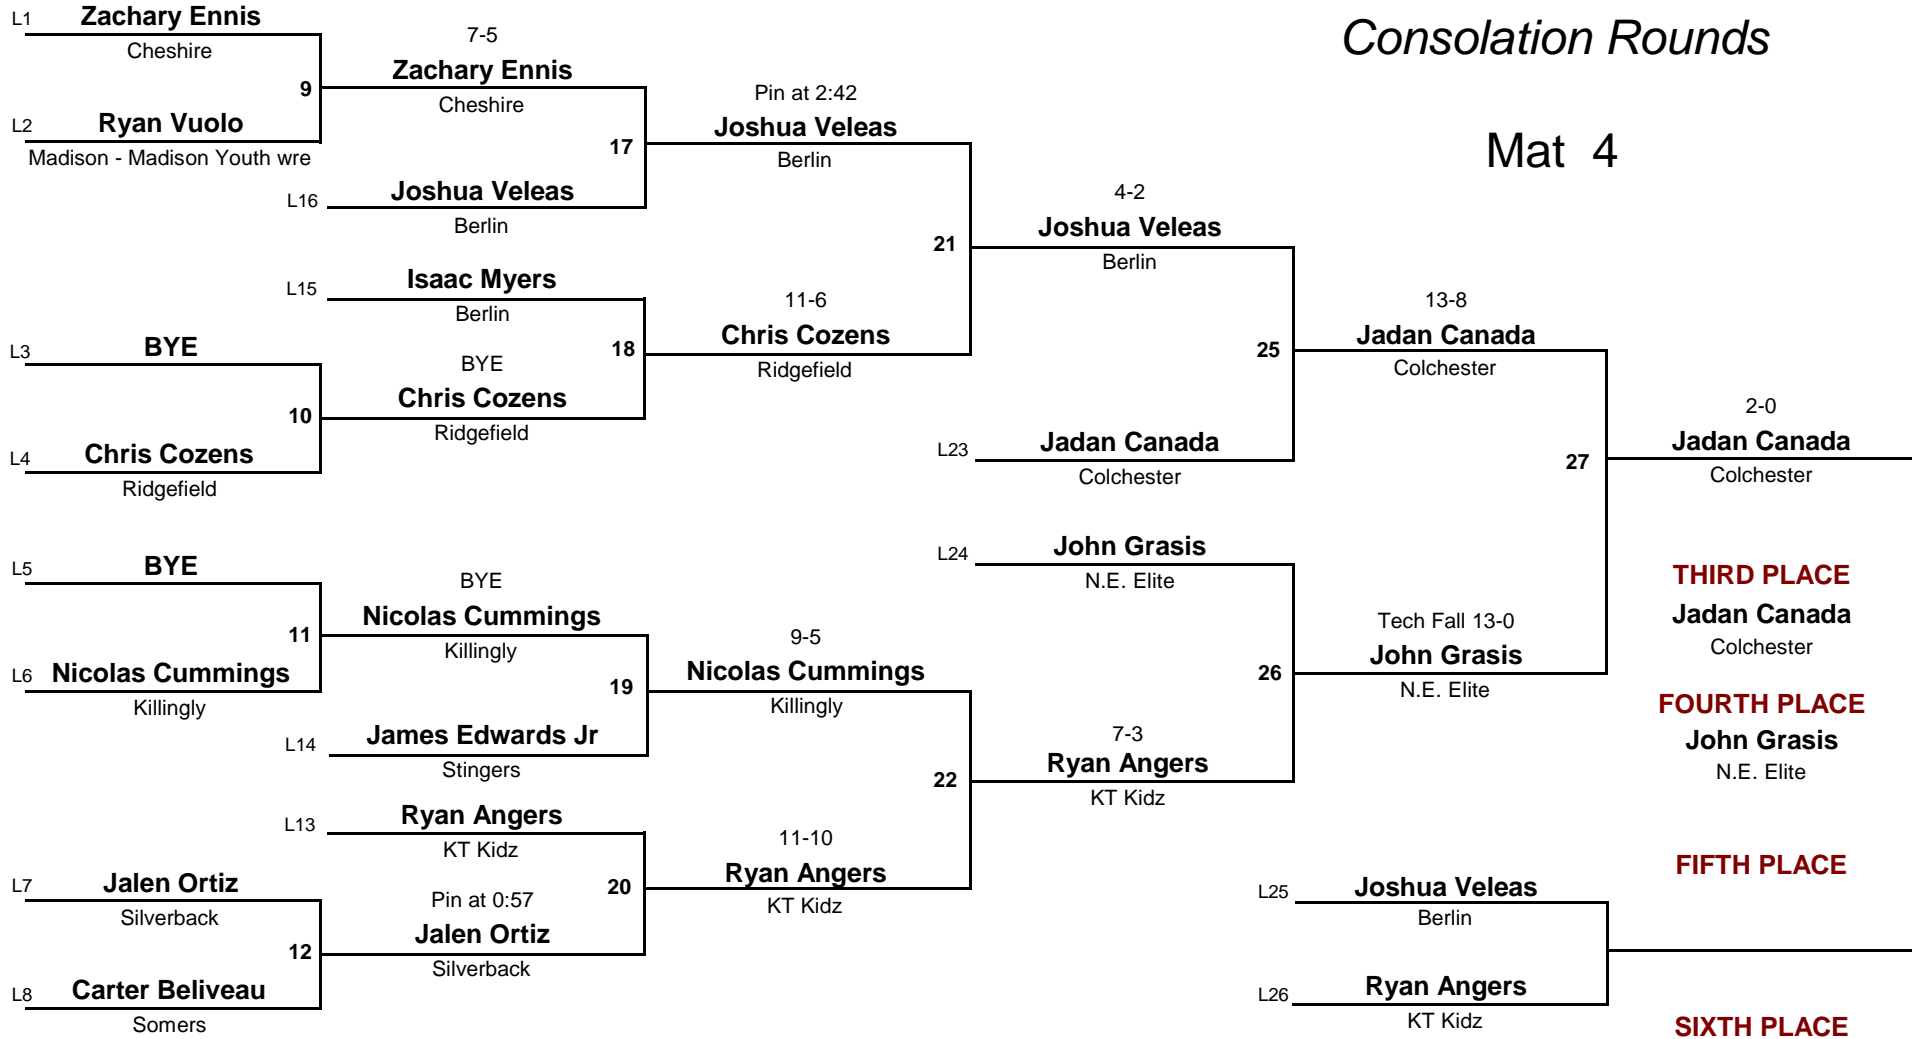 Consolation Rounds
Mat 4
L1 Zachary Ennis
Cheshire
9
L2 Ryan Vuolo
Madison - Madison Youth wre
L3 BYE
10
L4 Chris Cozens
Ridgefield
L5 BYE
11
L6 Nicolas Cummings
Killingly
L7 Jalen Ortiz
Silverback
12
L8 Carter Beliveau
Somers
7-5
Zachary Ennis
Cheshire
17
L16 Joshua Veleas
Berlin
L15 Isaac Myers
Berlin
18
BYE
Chris Cozens
Ridgefield
BYE
Nicolas Cummings
Killingly
19
L14 James Edwards Jr
Stingers
L13 Ryan Angers
KT Kidz
20
Pin at 0:57
Jalen Ortiz
Silverback
Pin at 2:42
Joshua Veleas
Berlin
21
11-6
Chris Cozens
Ridgefield
9-5
Nicolas Cummings
Killingly
22
11-10
Ryan Angers
KT Kidz
4-2
Joshua Veleas
Berlin
25
L23 Jadan Canada
Colchester
L24 John Grasis
N.E. Elite
26
7-3
Ryan Angers
KT Kidz
13-8
Jadan Canada
Colchester
27
Tech Fall 13-0
John Grasis
N.E. Elite
2-0
Jadan Canada
Colchester
THIRD PLACE
Jadan Canada
Colchester
FOURTH PLACE
John Grasis
N.E. Elite
L25 Joshua Veleas
Berlin
L26 Ryan Angers
KT Kidz
FIFTH PLACE
SIXTH PLACE